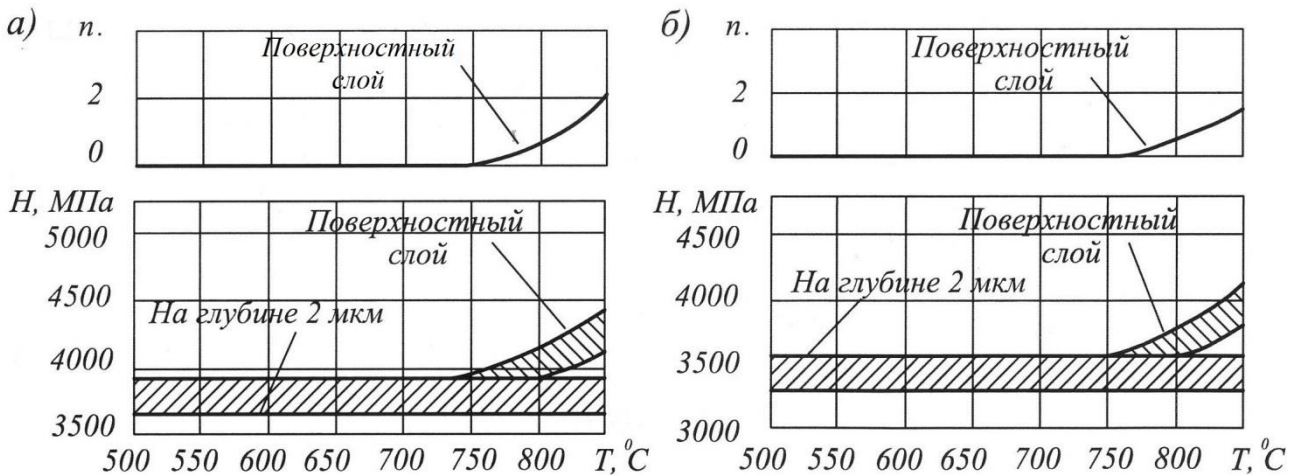 а)
n.
Поверхностный
слой
2
0
H, МПа
5000
Поверхностный
слой
4500
На глубине 2 мкм
4000
3500
500 550 600 650 700 750 800 T, °C
б)
n.
Поверхностный
слой
2
0
H, МПа
4500
Поверхностный
слой
На глубине 2 мкм
4000
3500
3000
500 550 600 650 700 750 800 T, °C